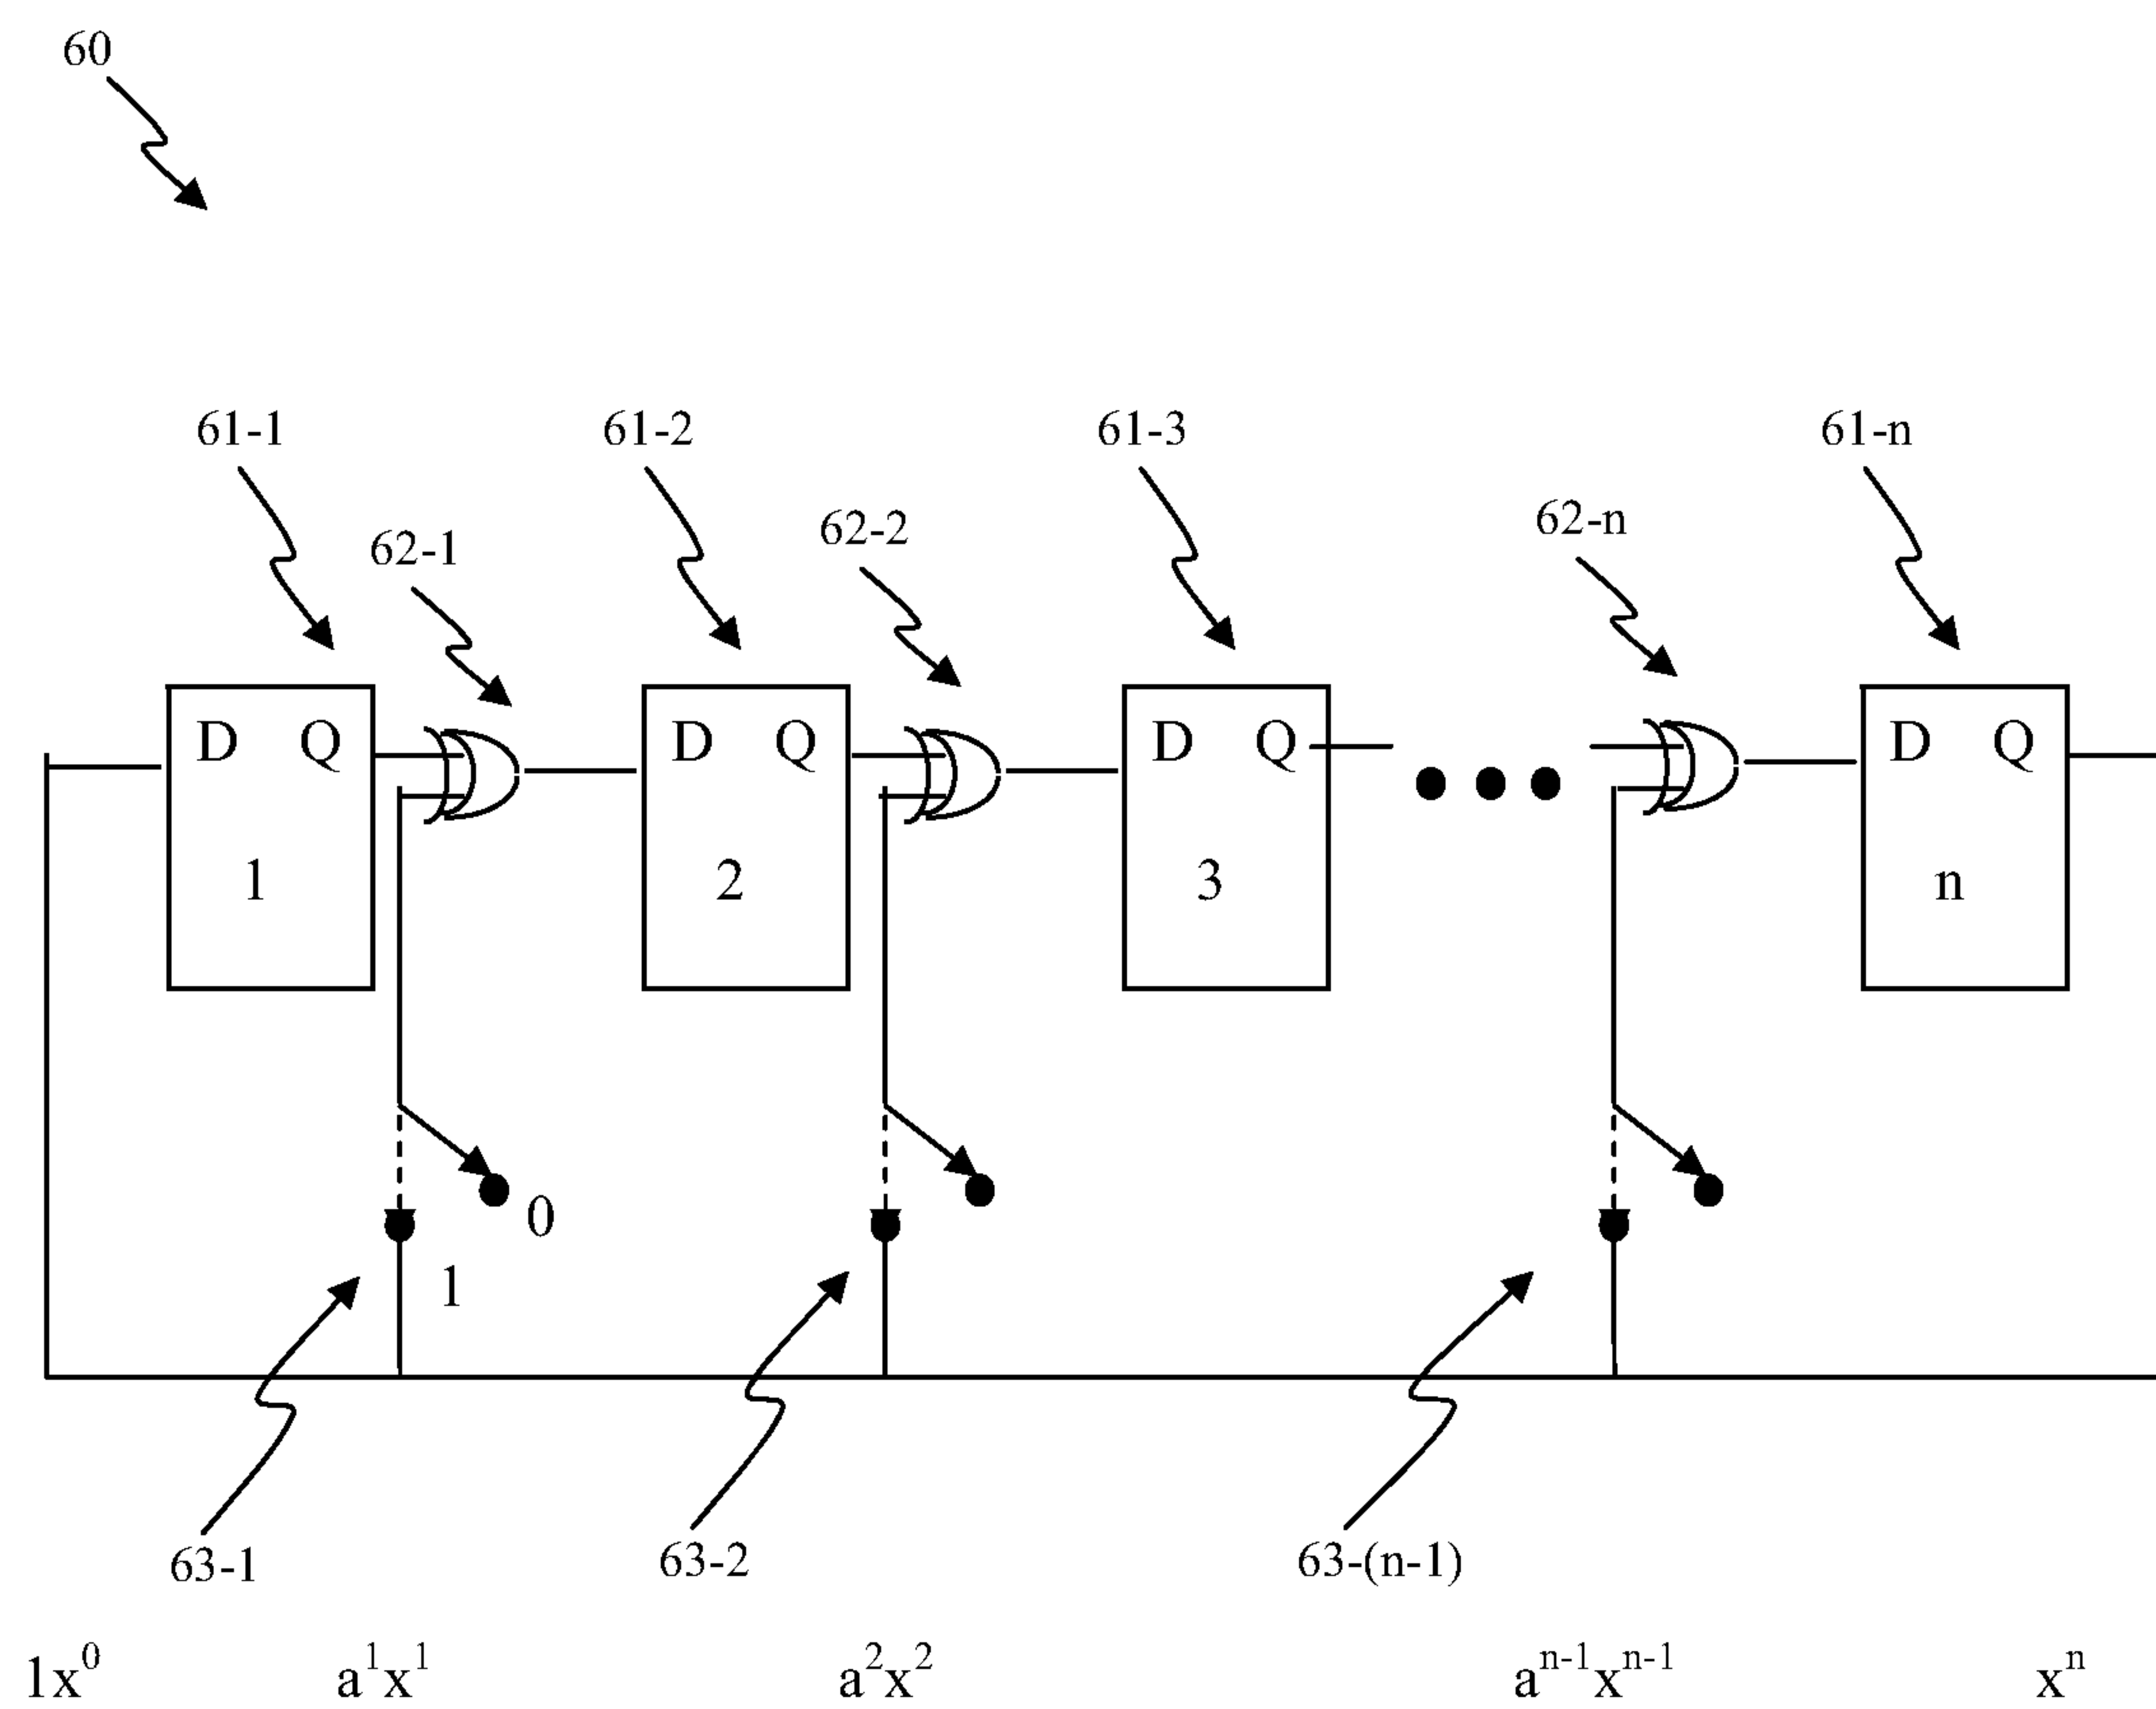 60
61-1
61-2
61-3
61-n
62-1
62-2
62-n
D Q
D Q
D Q
D Q
1
2
3
n
0
1
63-1
63-2
63-(n-1)
1x⁰ a¹x¹ a²x² aⁿ⁻¹xⁿ⁻¹ xⁿ